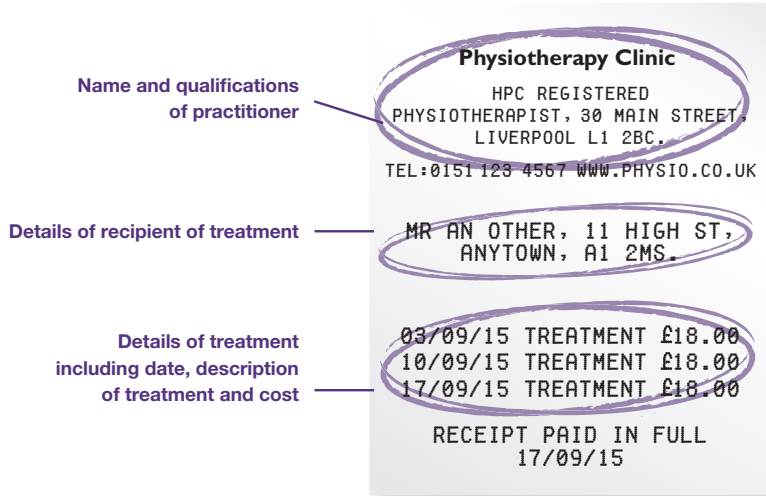 Name and qualifications
of practitioner
Details of recipient of treatment
Details of treatment
including date, description
of treatment and cost
Physiotherapy Clinic
HPC REGISTERED
PHYSIOTHERAPIST, 30 MAIN STREET,
LIVERPOOL L1 2BC.
TEL:0151 123 4567 WWW.PHYSIO.CO.UK
MR AN OTHER, 11 HIGH ST,
ANYTOWN, A1 2MS.
03/09/15 TREATMENT £18.00
10/09/15 TREATMENT £18.00
17/09/15 TREATMENT £18.00
RECEIPT PAID IN FULL
17/09/15